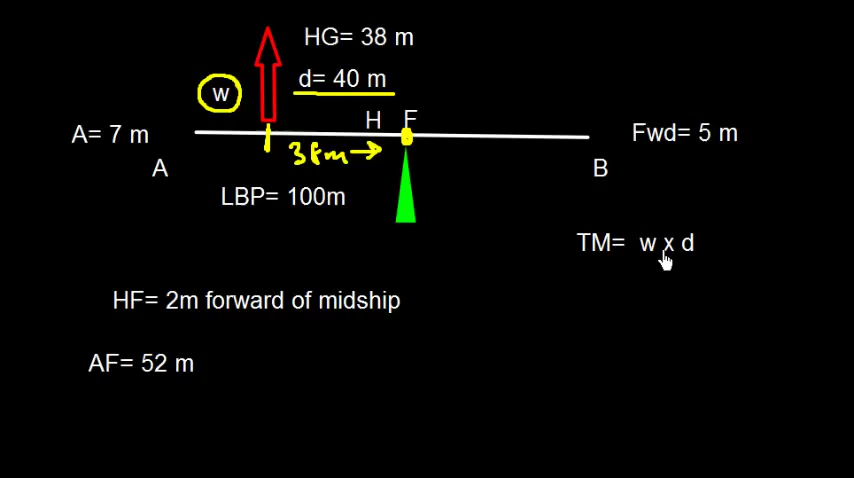 HG= 38 m
w
d= 40 m
H F
A= 7 m
Fwd= 5 m
38m
A
B
LBP= 100m
TM= w x d
HF= 2m forward of midship
AF= 52 m